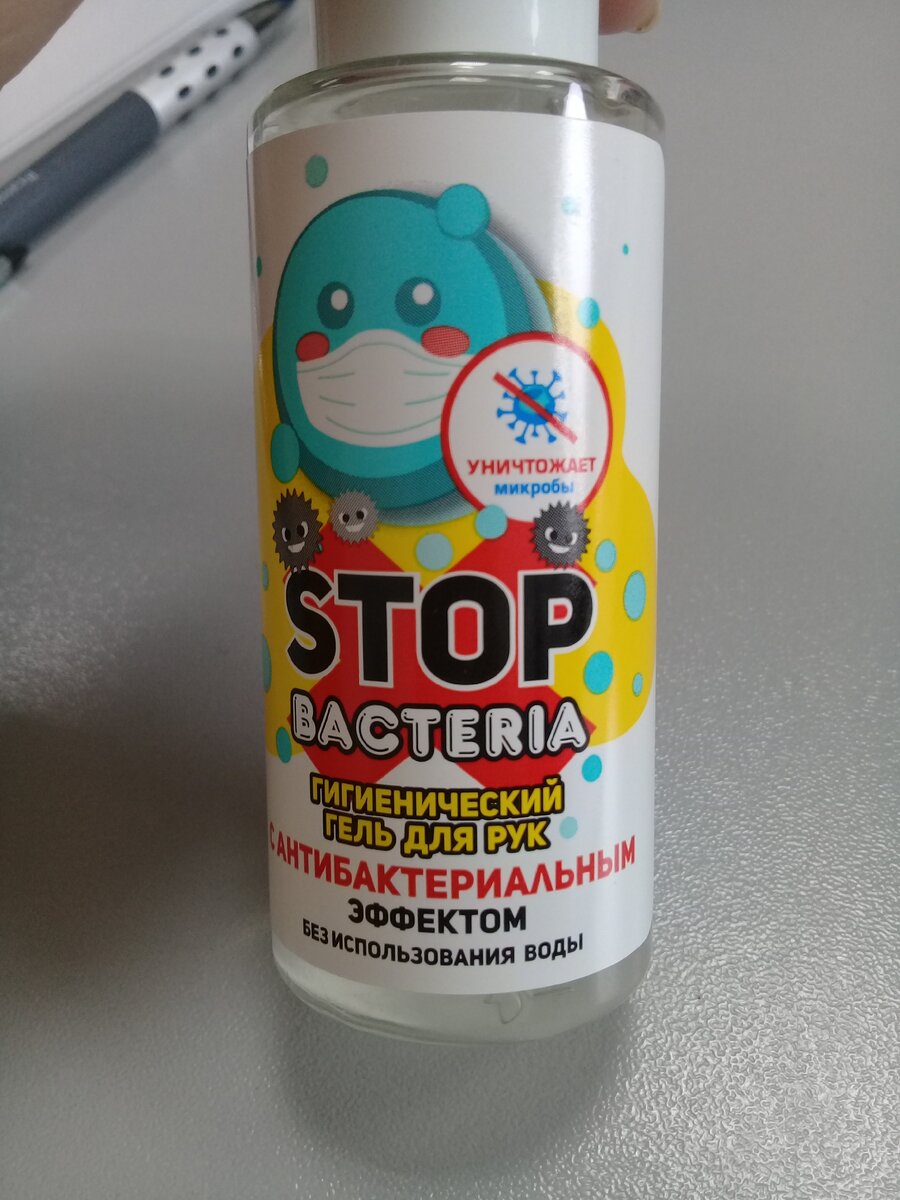 УНИЧТОЖАЕТ
микробы
STOP
BACTERIA
ГИГИЕНИЧЕСКИЙ
ГЕЛЬ ДЛЯ РУК
С АНТИБАКТЕРИАЛЬНЫМ
ЭФФЕКТОМ
БЕЗ ИСПОЛЬЗОВАНИЯ ВОДЫ